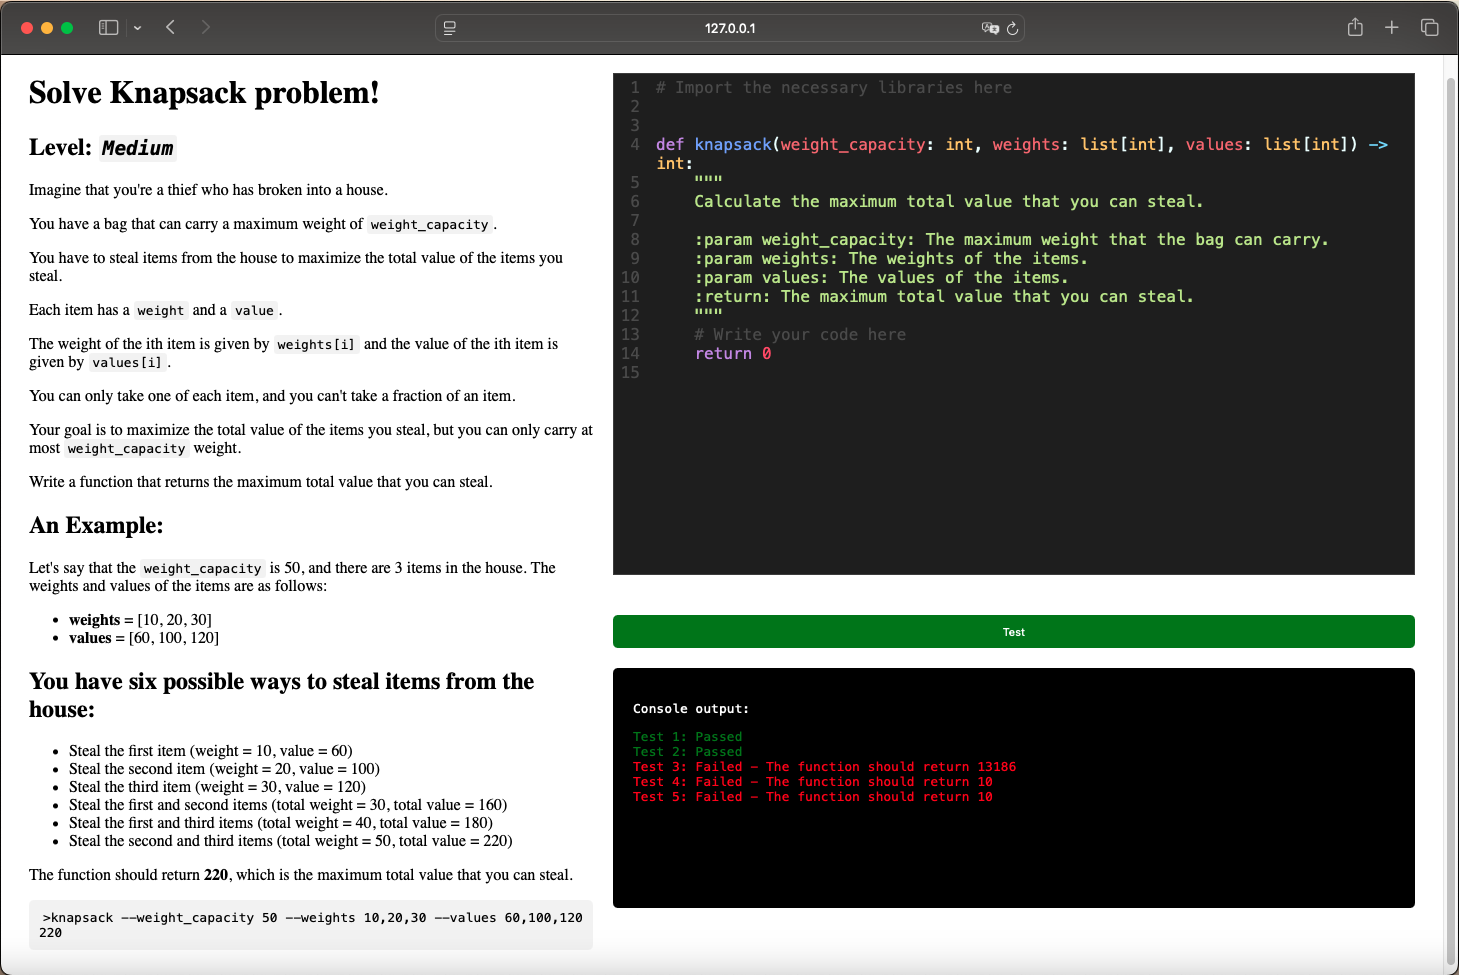 127.0.0.1
Solve Knapsack problem!
Level: Medium
Imagine that you're a thief who has broken into a house.
You have a bag that can carry a maximum weight of weight_capacity.
You have to steal items from the house to maximize the total value of the items you
steal.
Each item has a weight and a value.
The weight of the ith item is given by weights[i] and the value of the ith item is
given by values[i].
You can only take one of each item, and you can't take a fraction of an item.
Your goal is to maximize the total value of the items you steal, but you can only carry at
most weight_capacity weight.
Write a function that returns the maximum total value that you can steal.
An Example:
Let's say that the weight_capacity is 50, and there are 3 items in the house. The
weights and values of the items are as follows:
• weights = [10, 20, 30]
• values = [60, 100, 120]
You have six possible ways to steal items from the
house:
• Steal the first item (weight = 10, value = 60)
• Steal the second item (weight = 20, value = 100)
• Steal the third item (weight = 30, value = 120)
• Steal the first and second items (total weight = 30, total value = 160)
• Steal the first and third items (total weight = 40, total value = 180)
• Steal the second and third items (total weight = 50, total value = 220)
The function should return 220, which is the maximum total value that you can steal.
>knapsack --weight_capacity 50 --weights 10,20,30 --values 60,100,120
220
1 # Import the necessary libraries here
2
3
4 def knapsack(weight_capacity: int, weights: list[int], values: list[int]) ->
int:
5 """
6 Calculate the maximum total value that you can steal.
7
8 :param weight_capacity: The maximum weight that the bag can carry.
9 :param weights: The weights of the items.
10 :param values: The values of the items.
11 :return: The maximum total value that you can steal.
12 """
13 # Write your code here
14 return 0
15
Test
Console output:
Test 1: Passed
Test 2: Passed
Test 3: Failed - The function should return 13186
Test 4: Failed - The function should return 10
Test 5: Failed - The function should return 10